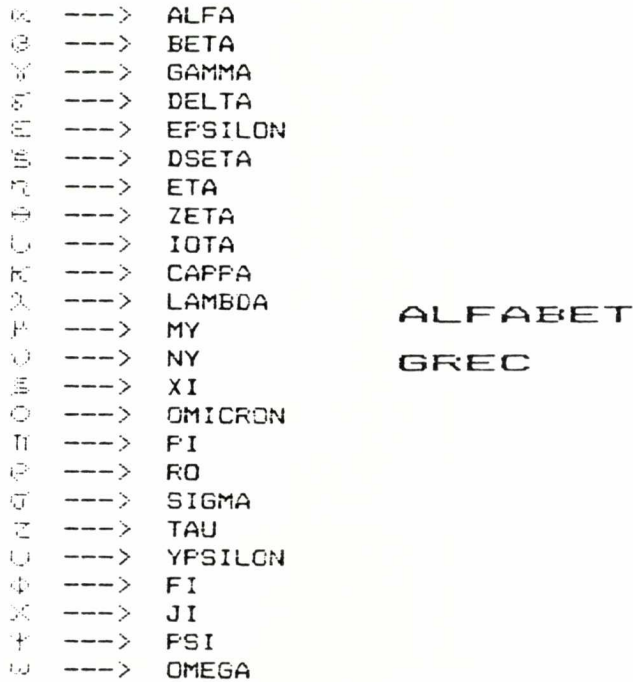 α ---> ALFA
β ---> BETA
γ ---> GAMMA
δ ---> DELTA
ε ---> EPSILON
ζ ---> DSETA
η ---> ETA
θ ---> ZETA
ι ---> IOTA
κ ---> CAPPA
λ ---> LAMBDA
μ ---> MY
ν ---> NY
ξ ---> XI
ο ---> OMICRON
π ---> PI
ρ ---> RO
σ ---> SIGMA
τ ---> TAU
υ ---> YPSILON
φ ---> FI
χ ---> JI
ψ ---> PSI
ω ---> OMEGA
ALFABET
GREC